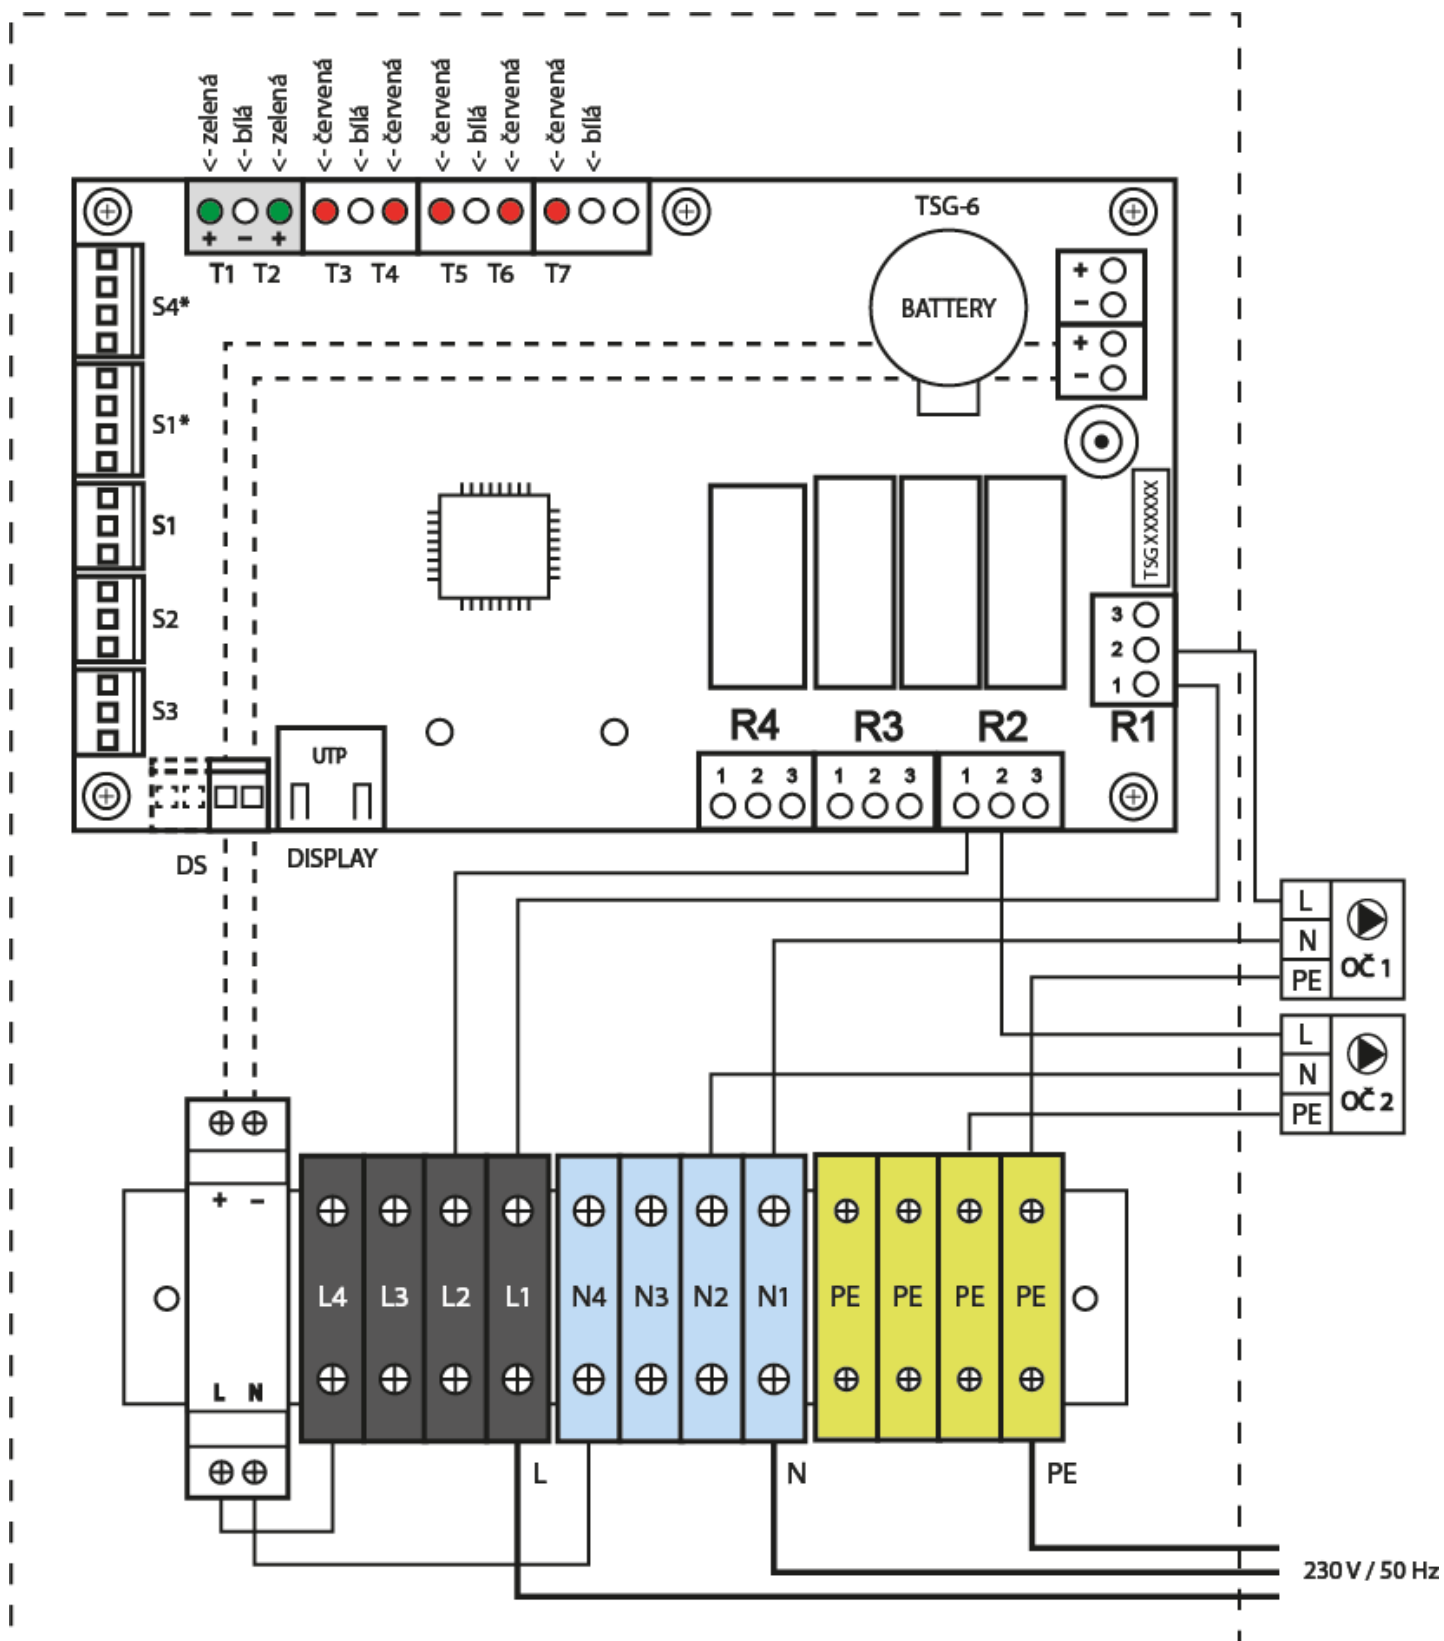 <- zelená
<- bílá
<- zelená
<- červená
<- bílá
<- červená
<- červená
<- bílá
<- červená
<- červená
<- bílá
+ - +
T1 T2 T3 T4 T5 T6 T7
TSG-6
BATTERY
+
-
+
-
S4*
S1*
S1
S2
S3
TSGXXXXXX
3
2
1
R4 R3 R2 R1
1 2 3 1 2 3 1 2 3
UTP
DS
DISPLAY
L
N
PE
OČ 1
L
N
PE
OČ 2
+ -
L4 L3 L2 L1 N4 N3 N2 N1 PE PE PE PE
L N
L N PE
230 V / 50 Hz